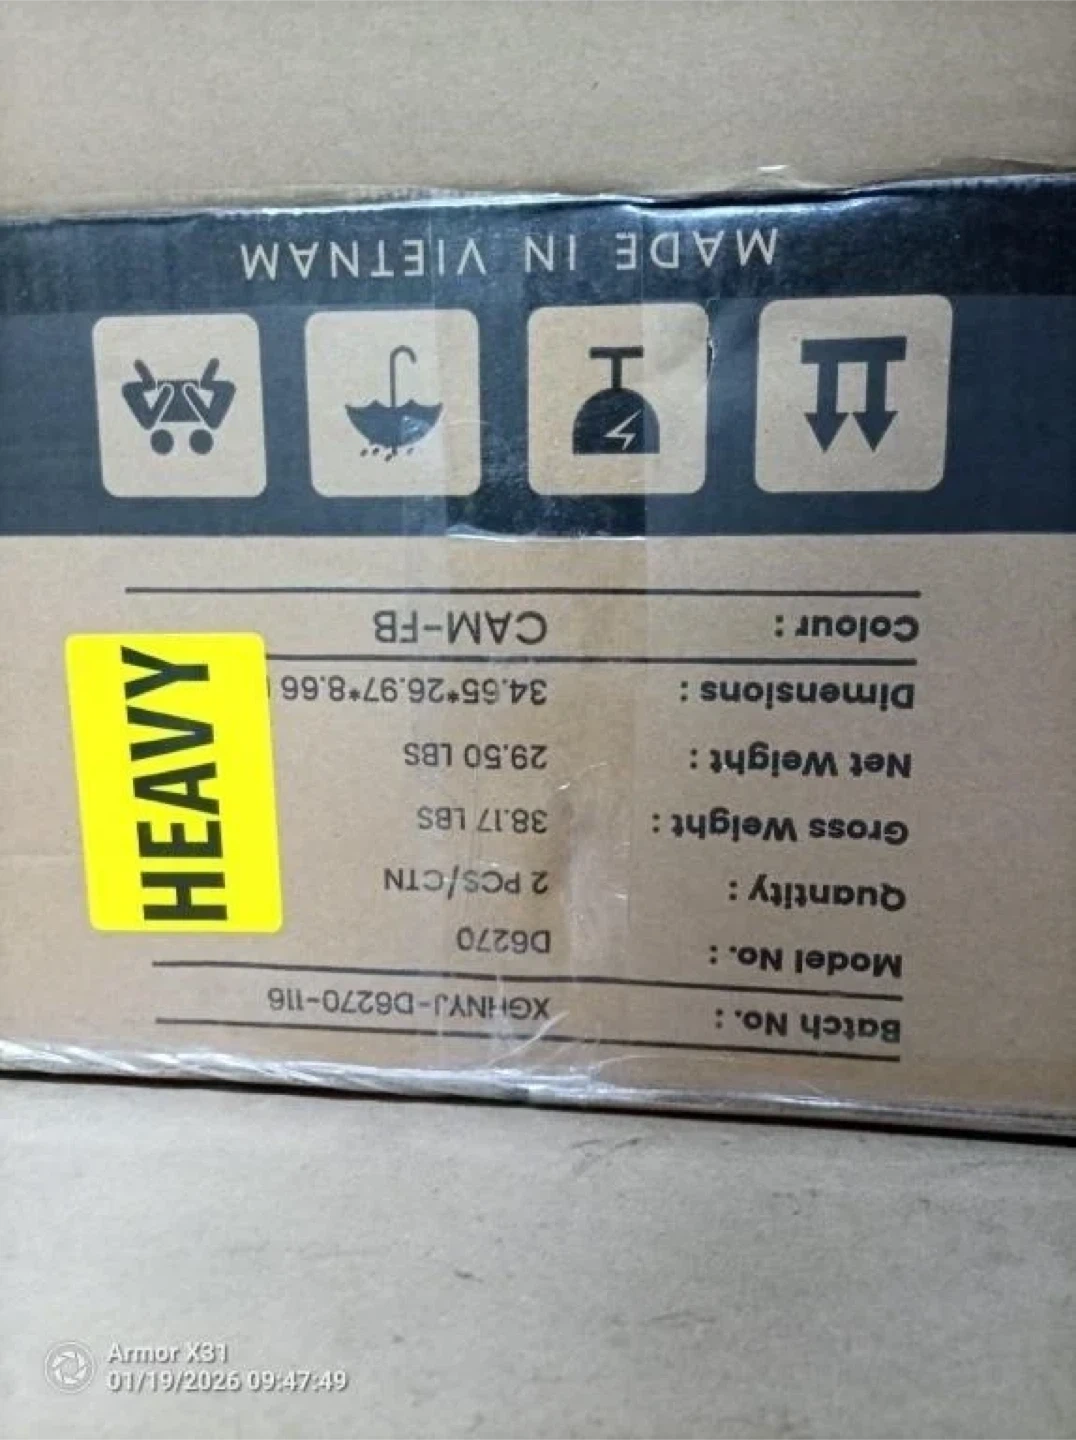 Batch No. : XGHNYJ-D6270-116
Model No. : D6270
Quantity : 2 PCS/CTN
Gross Weight : 38.17 LBS
Net Weight : 29.50 LBS
Dimensions : 34.65*26.97*8.66
Colour : CAM-FB
MADE IN VIETNAM
HEAVY
Armor X31
01/19/2026 09:47:49